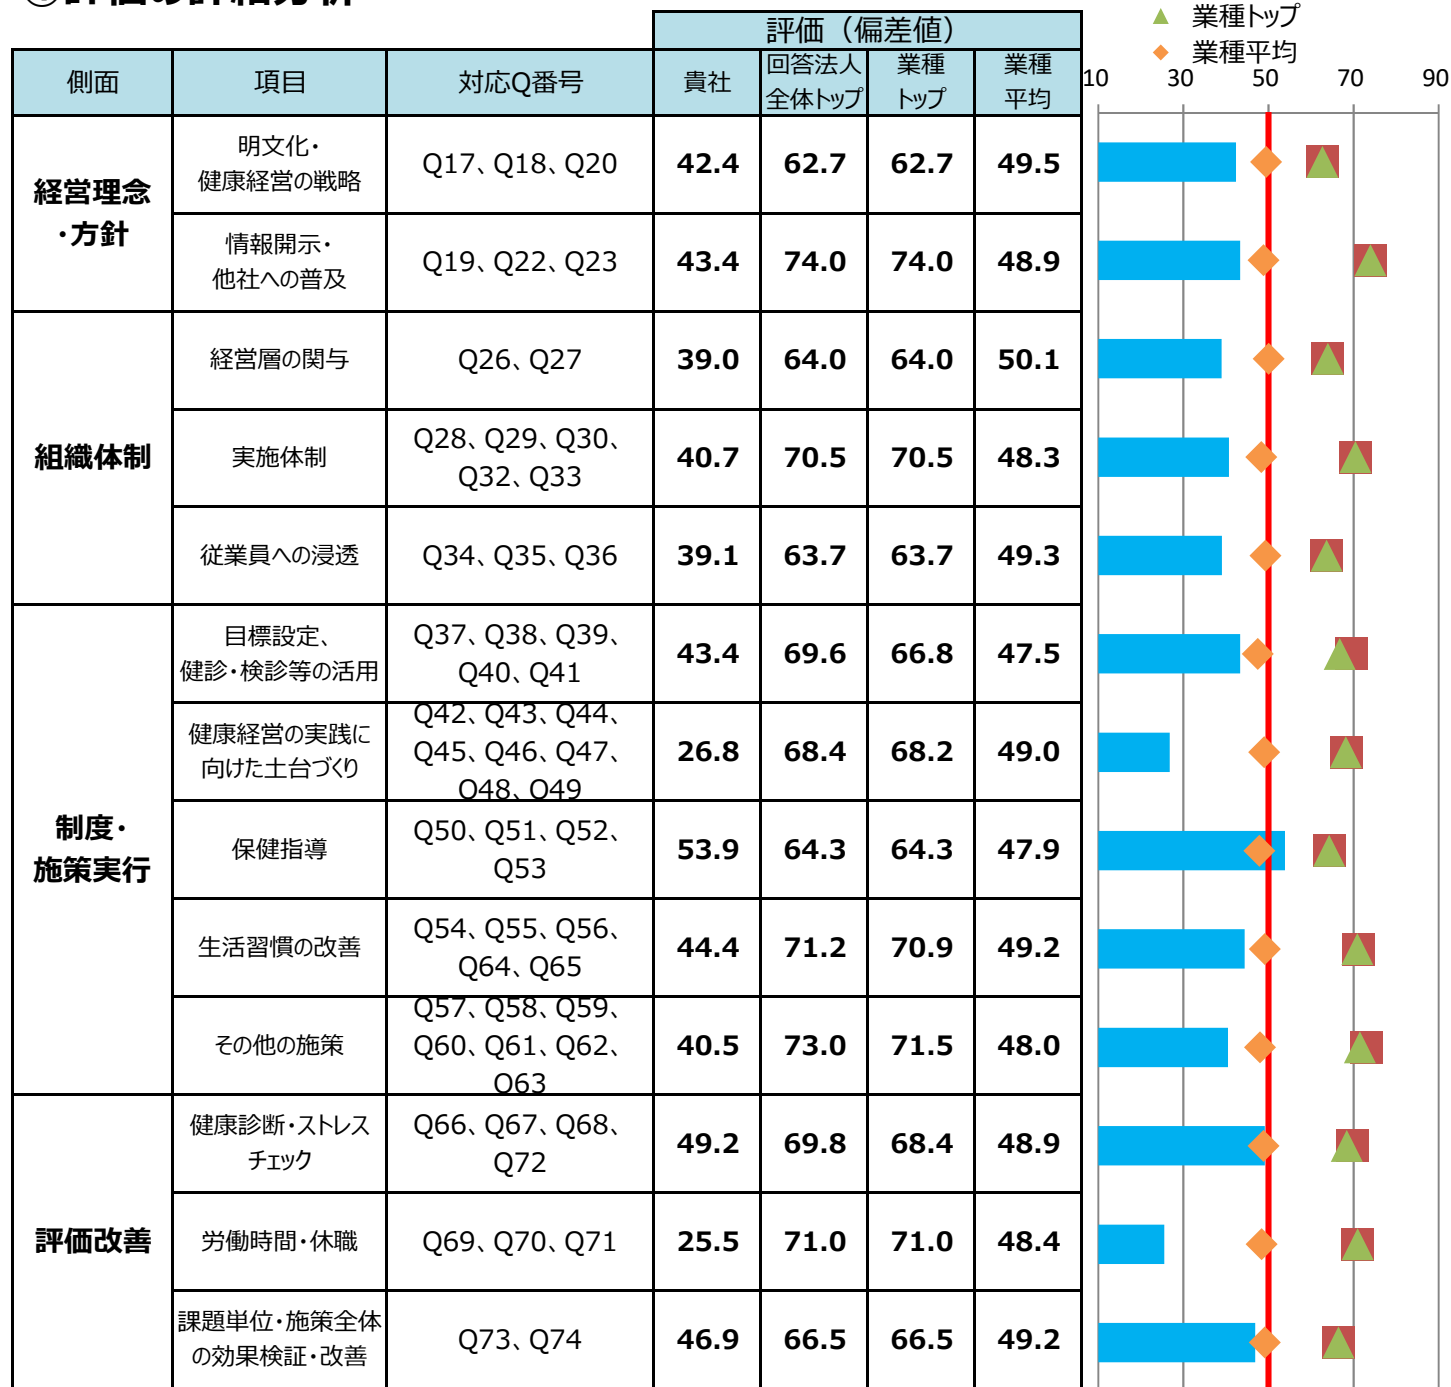 評価の詳細分析
▲ 業種トップ
◆ 業種平均
評価（偏差値）
側面 項目 対応Q番号 貴社 回答法人全体トップ 業種トップ 業種平均
10 30 50 70 90
経営理念・方針
明文化・健康経営の戦略 Q17、Q18、Q20 42.4 62.7 62.7 49.5
情報開示・他社への普及 Q19、Q22、Q23 43.4 74.0 74.0 48.9
組織体制
経営層の関与 Q26、Q27 39.0 64.0 64.0 50.1
実施体制 Q28、Q29、Q30、Q32、Q33 40.7 70.5 70.5 48.3
従業員への浸透 Q34、Q35、Q36 39.1 63.7 63.7 49.3
制度・施策実行
目標設定、健診・検診等の活用 Q37、Q38、Q39、Q40、Q41 43.4 69.6 66.8 47.5
健康経営の実践に向けた土台づくり Q42、Q43、Q44、Q45、Q46、Q47、Q48、Q49 26.8 68.4 68.2 49.0
保健指導 Q50、Q51、Q52、Q53 53.9 64.3 64.3 47.9
生活習慣の改善 Q54、Q55、Q56、Q64、Q65 44.4 71.2 70.9 49.2
その他の施策 Q57、Q58、Q59、Q60、Q61、Q62、Q63 40.5 73.0 71.5 48.0
評価改善
健康診断・ストレスチェック Q66、Q67、Q68、Q72 49.2 69.8 68.4 48.9
労働時間・休職 Q69、Q70、Q71 25.5 71.0 71.0 48.4
課題単位・施策全体の効果検証・改善 Q73、Q74 46.9 66.5 66.5 49.2